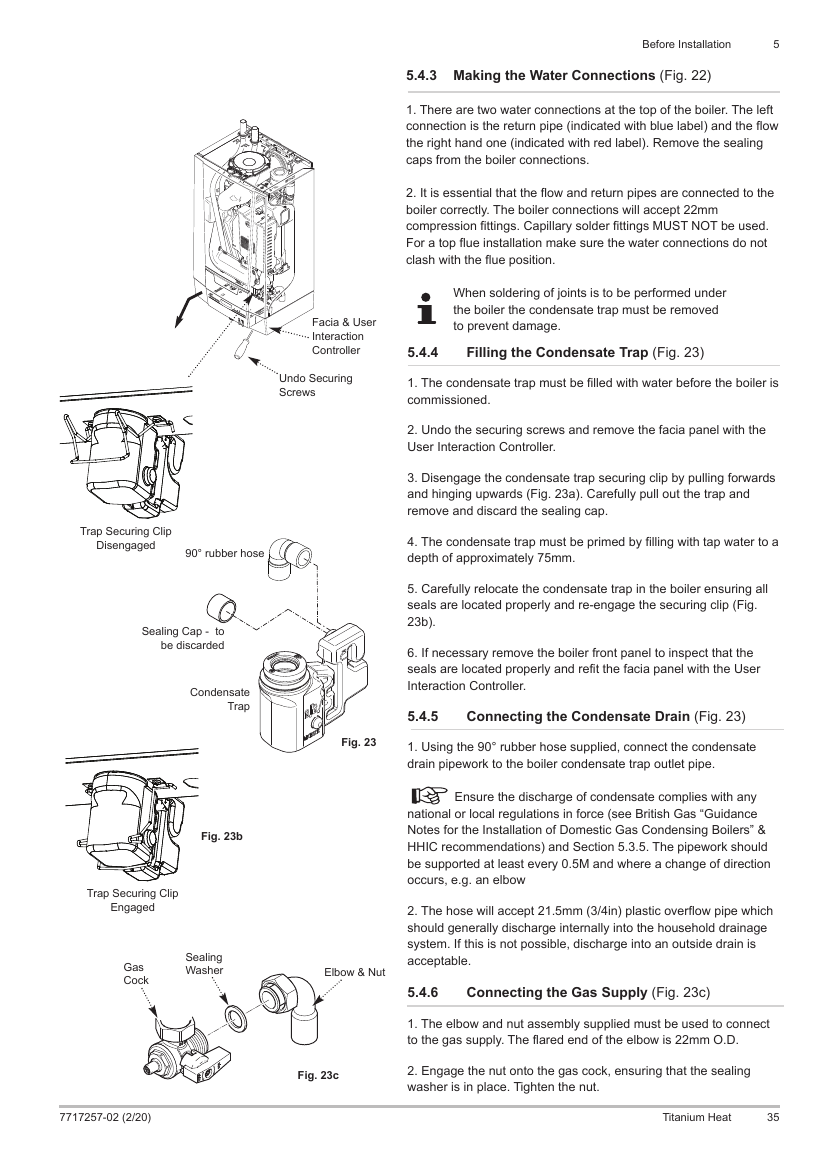 Before Installation 5
5.4.3 Making the Water Connections (Fig. 22)
1. There are two water connections at the top of the boiler. The left
connection is the return pipe (indicated with blue label) and the flow
the right hand one (indicated with red label). Remove the sealing
caps from the boiler connections.
2. It is essential that the flow and return pipes are connected to the
boiler correctly. The boiler connections will accept 22mm
compression fittings. Capillary solder fittings MUST NOT be used.
For a top flue installation make sure the water connections do not
clash with the flue position.
When soldering of joints is to be performed under
the boiler the condensate trap must be removed
to prevent damage.
5.4.4 Filling the Condensate Trap (Fig. 23)
1. The condensate trap must be filled with water before the boiler is
commissioned.
2. Undo the securing screws and remove the facia panel with the
User Interaction Controller.
3. Disengage the condensate trap securing clip by pulling forwards
and hinging upwards (Fig. 23a). Carefully pull out the trap and
remove and discard the sealing cap.
4. The condensate trap must be primed by filling with tap water to a
depth of approximately 75mm.
5. Carefully relocate the condensate trap in the boiler ensuring all
seals are located properly and re-engage the securing clip (Fig.
23b).
6. If necessary remove the boiler front panel to inspect that the
seals are located properly and refit the facia panel with the User
Interaction Controller.
5.4.5 Connecting the Condensate Drain (Fig. 23)
1. Using the 90° rubber hose supplied, connect the condensate
drain pipework to the boiler condensate trap outlet pipe.
Ensure the discharge of condensate complies with any
national or local regulations in force (see British Gas “Guidance
Notes for the Installation of Domestic Gas Condensing Boilers” &
HHIC recommendations) and Section 5.3.5. The pipework should
be supported at least every 0.5M and where a change of direction
occurs, e.g. an elbow
2. The hose will accept 21.5mm (3/4in) plastic overflow pipe which
should generally discharge internally into the household drainage
system. If this is not possible, discharge into an outside drain is
acceptable.
5.4.6 Connecting the Gas Supply (Fig. 23c)
1. The elbow and nut assembly supplied must be used to connect
to the gas supply. The flared end of the elbow is 22mm O.D.
2. Engage the nut onto the gas cock, ensuring that the sealing
washer is in place. Tighten the nut.
Facia & User
Interaction
Controller
Undo Securing
Screws
Trap Securing Clip
Disengaged
90° rubber hose
Sealing Cap - to
be discarded
Condensate
Trap
Fig. 23
Fig. 23b
Trap Securing Clip
Engaged
Gas
Cock
Sealing
Washer
Elbow & Nut
Fig. 23c
7717257-02 (2/20) Titanium Heat 35